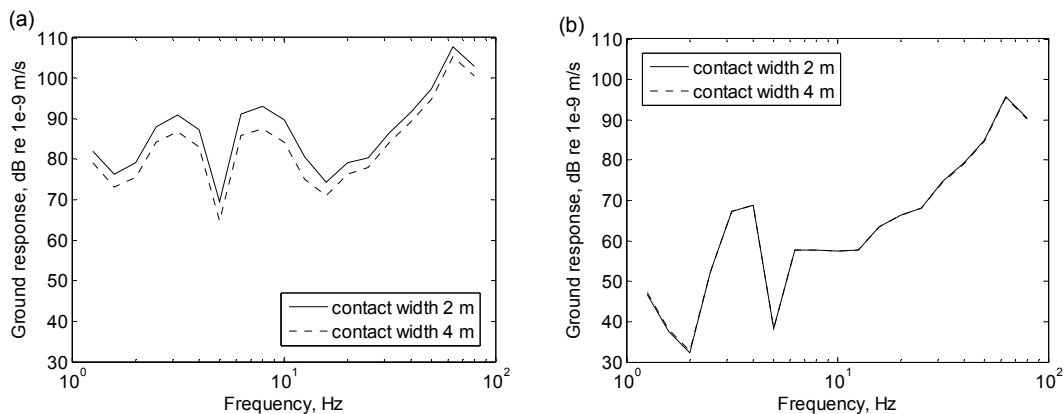 (a)
110
100
90
80
70
60
50
40
30
Ground response, dB re 1e-9 m/s
contact width 2 m
contact width 4 m
10^0
10^1
10^2
Frequency, Hz
(b)
110
100
90
80
70
60
50
40
30
Ground response, dB re 1e-9 m/s
contact width 2 m
contact width 4 m
10^0
10^1
10^2
Frequency, Hz